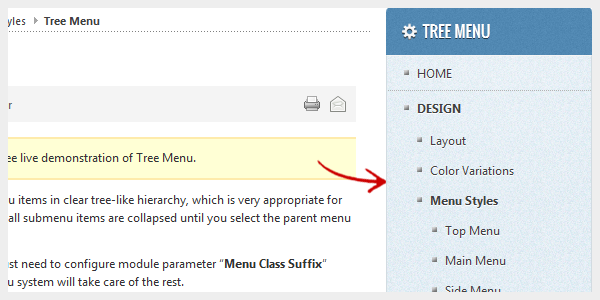 yles Tree Menu
r
ee live demonstration of Tree Menu.
u items in clear tree-like hierarchy, which is very appropriate for
all submenu items are collapsed until you select the parent menu
ust need to configure module parameter “Menu Class Suffix”
u system will take care of the rest.
TREE MENU
HOME
DESIGN
Layout
Color Variations
Menu Styles
Top Menu
Main Menu
Side Menu